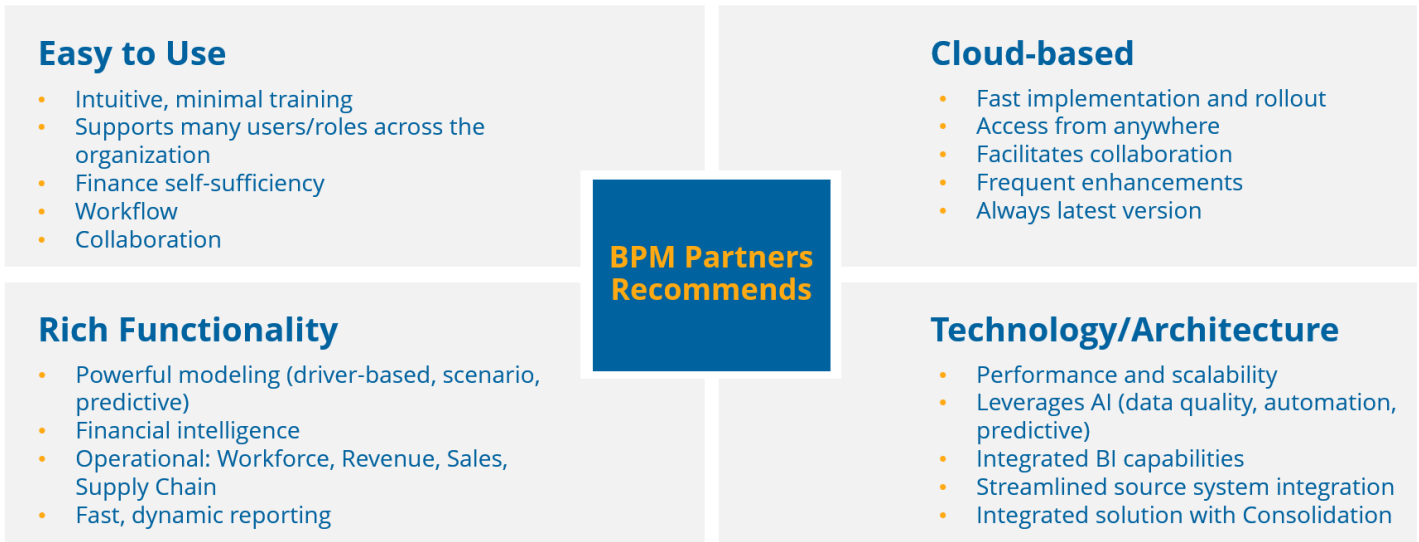 Easy to Use
• Intuitive, minimal training
• Supports many users/roles across the
organization
• Finance self-sufficiency
• Workflow
• Collaboration
Cloud-based
• Fast implementation and rollout
• Access from anywhere
• Facilitates collaboration
• Frequent enhancements
• Always latest version
BPM Partners
Recommends
Rich Functionality
• Powerful modeling (driver-based, scenario,
predictive)
• Financial intelligence
• Operational: Workforce, Revenue, Sales,
Supply Chain
• Fast, dynamic reporting
Technology/Architecture
• Performance and scalability
• Leverages AI (data quality, automation,
predictive)
• Integrated BI capabilities
• Streamlined source system integration
• Integrated solution with Consolidation